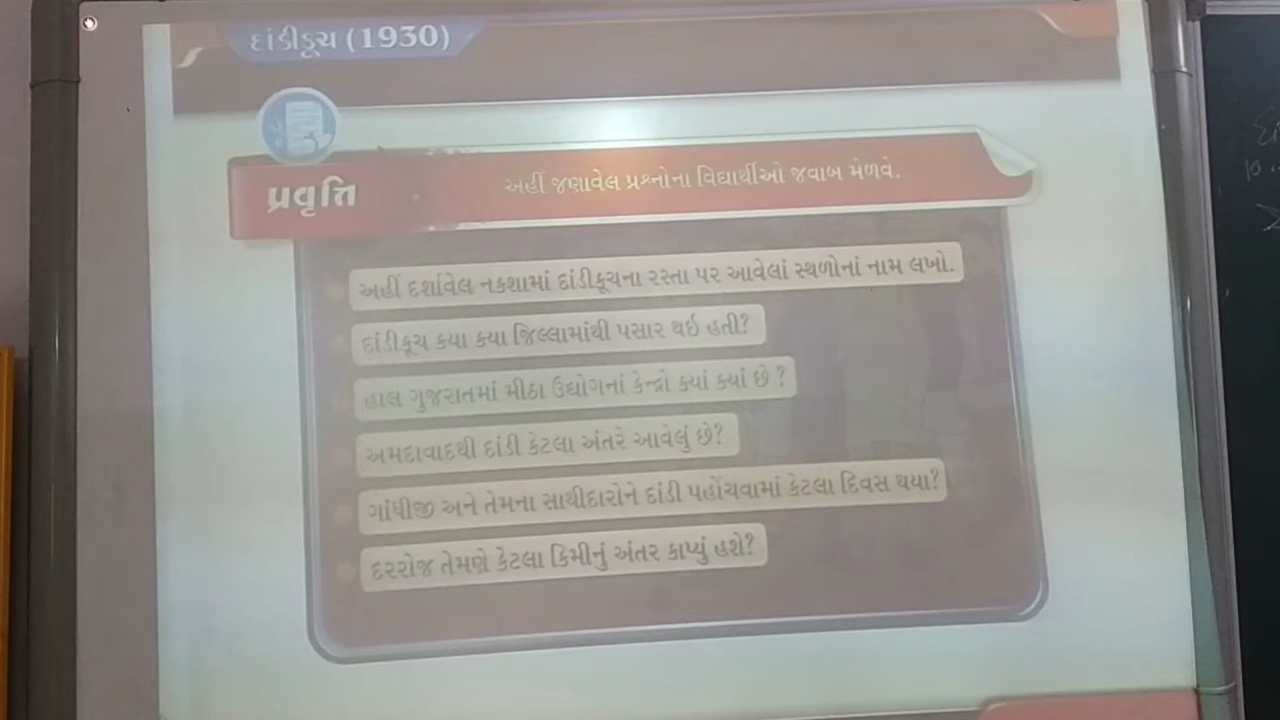 દાંડીકૂચ (1930)
પ્રવૃત્તિ
અહીં જણાવેલ પ્રશ્નોના વિદ્યાર્થીઓ જવાબ મેળવે.
અહીં દર્શાવેલ નકશામાં દાંડીકૂચના રસ્તા પર આવેલાં સ્થળોનાં નામ લખો.
દાંડીકૂચ કયા કયા જિલ્લામાંથી પસાર થઇ હતી?
હાલ ગુજરાતમાં મીઠા ઉદ્યોગનાં કેન્દ્રો ક્યાં ક્યાં છે ?
અમદાવાદથી દાંડી કેટલા અંતરે આવેલું છે?
ગાંધીજી અને તેમના સાથીદારોને દાંડી પહોંચવામાં કેટલા દિવસ થયા?
દરરોજ તેમણે કેટલા કિમીનું અંતર કાપ્યું હશે?